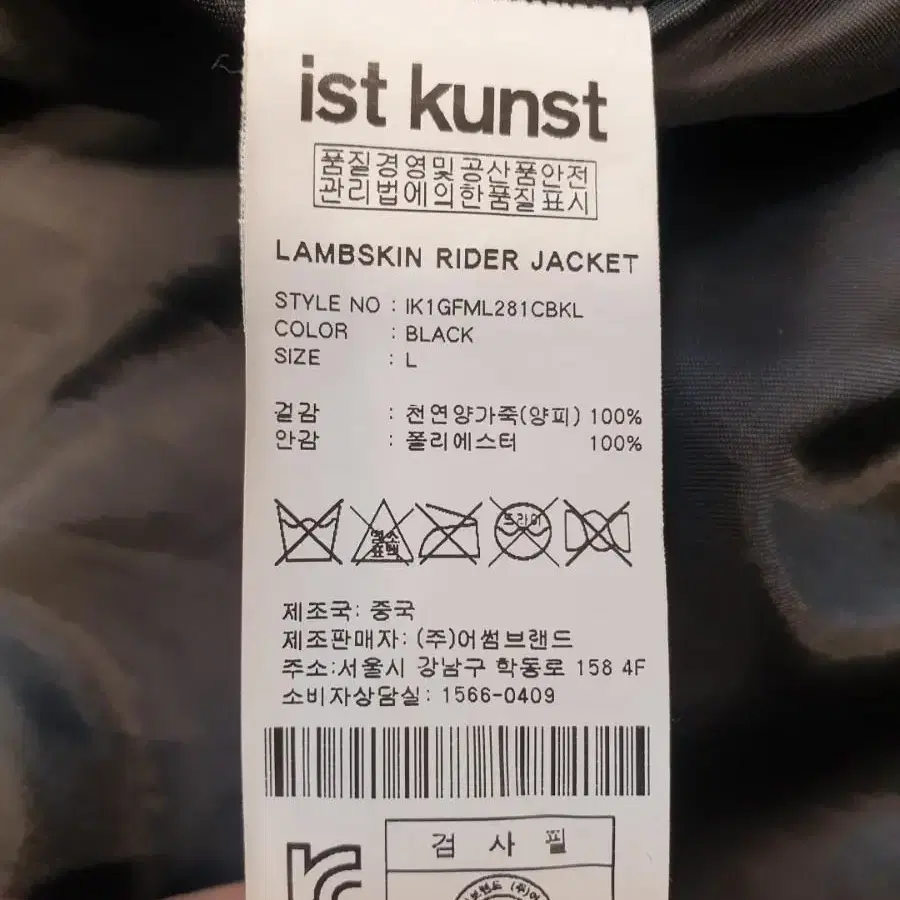 ist kunst
품질경영및공산품안전
관리법에의한품질표시
LAMBSKIN RIDER JACKET
STYLE NO : IK1GFML281CBKL
COLOR : BLACK
SIZE : L
겉감 : 천연양가죽(양피) 100%
안감 : 폴리에스터 100%
염소 드라이
표백
제조국: 중국
제조판매자: (주)어썸브랜드
주소:서울시 강남구 학동로 158 4F
소비자상담실: 1566-0409
검 사 필